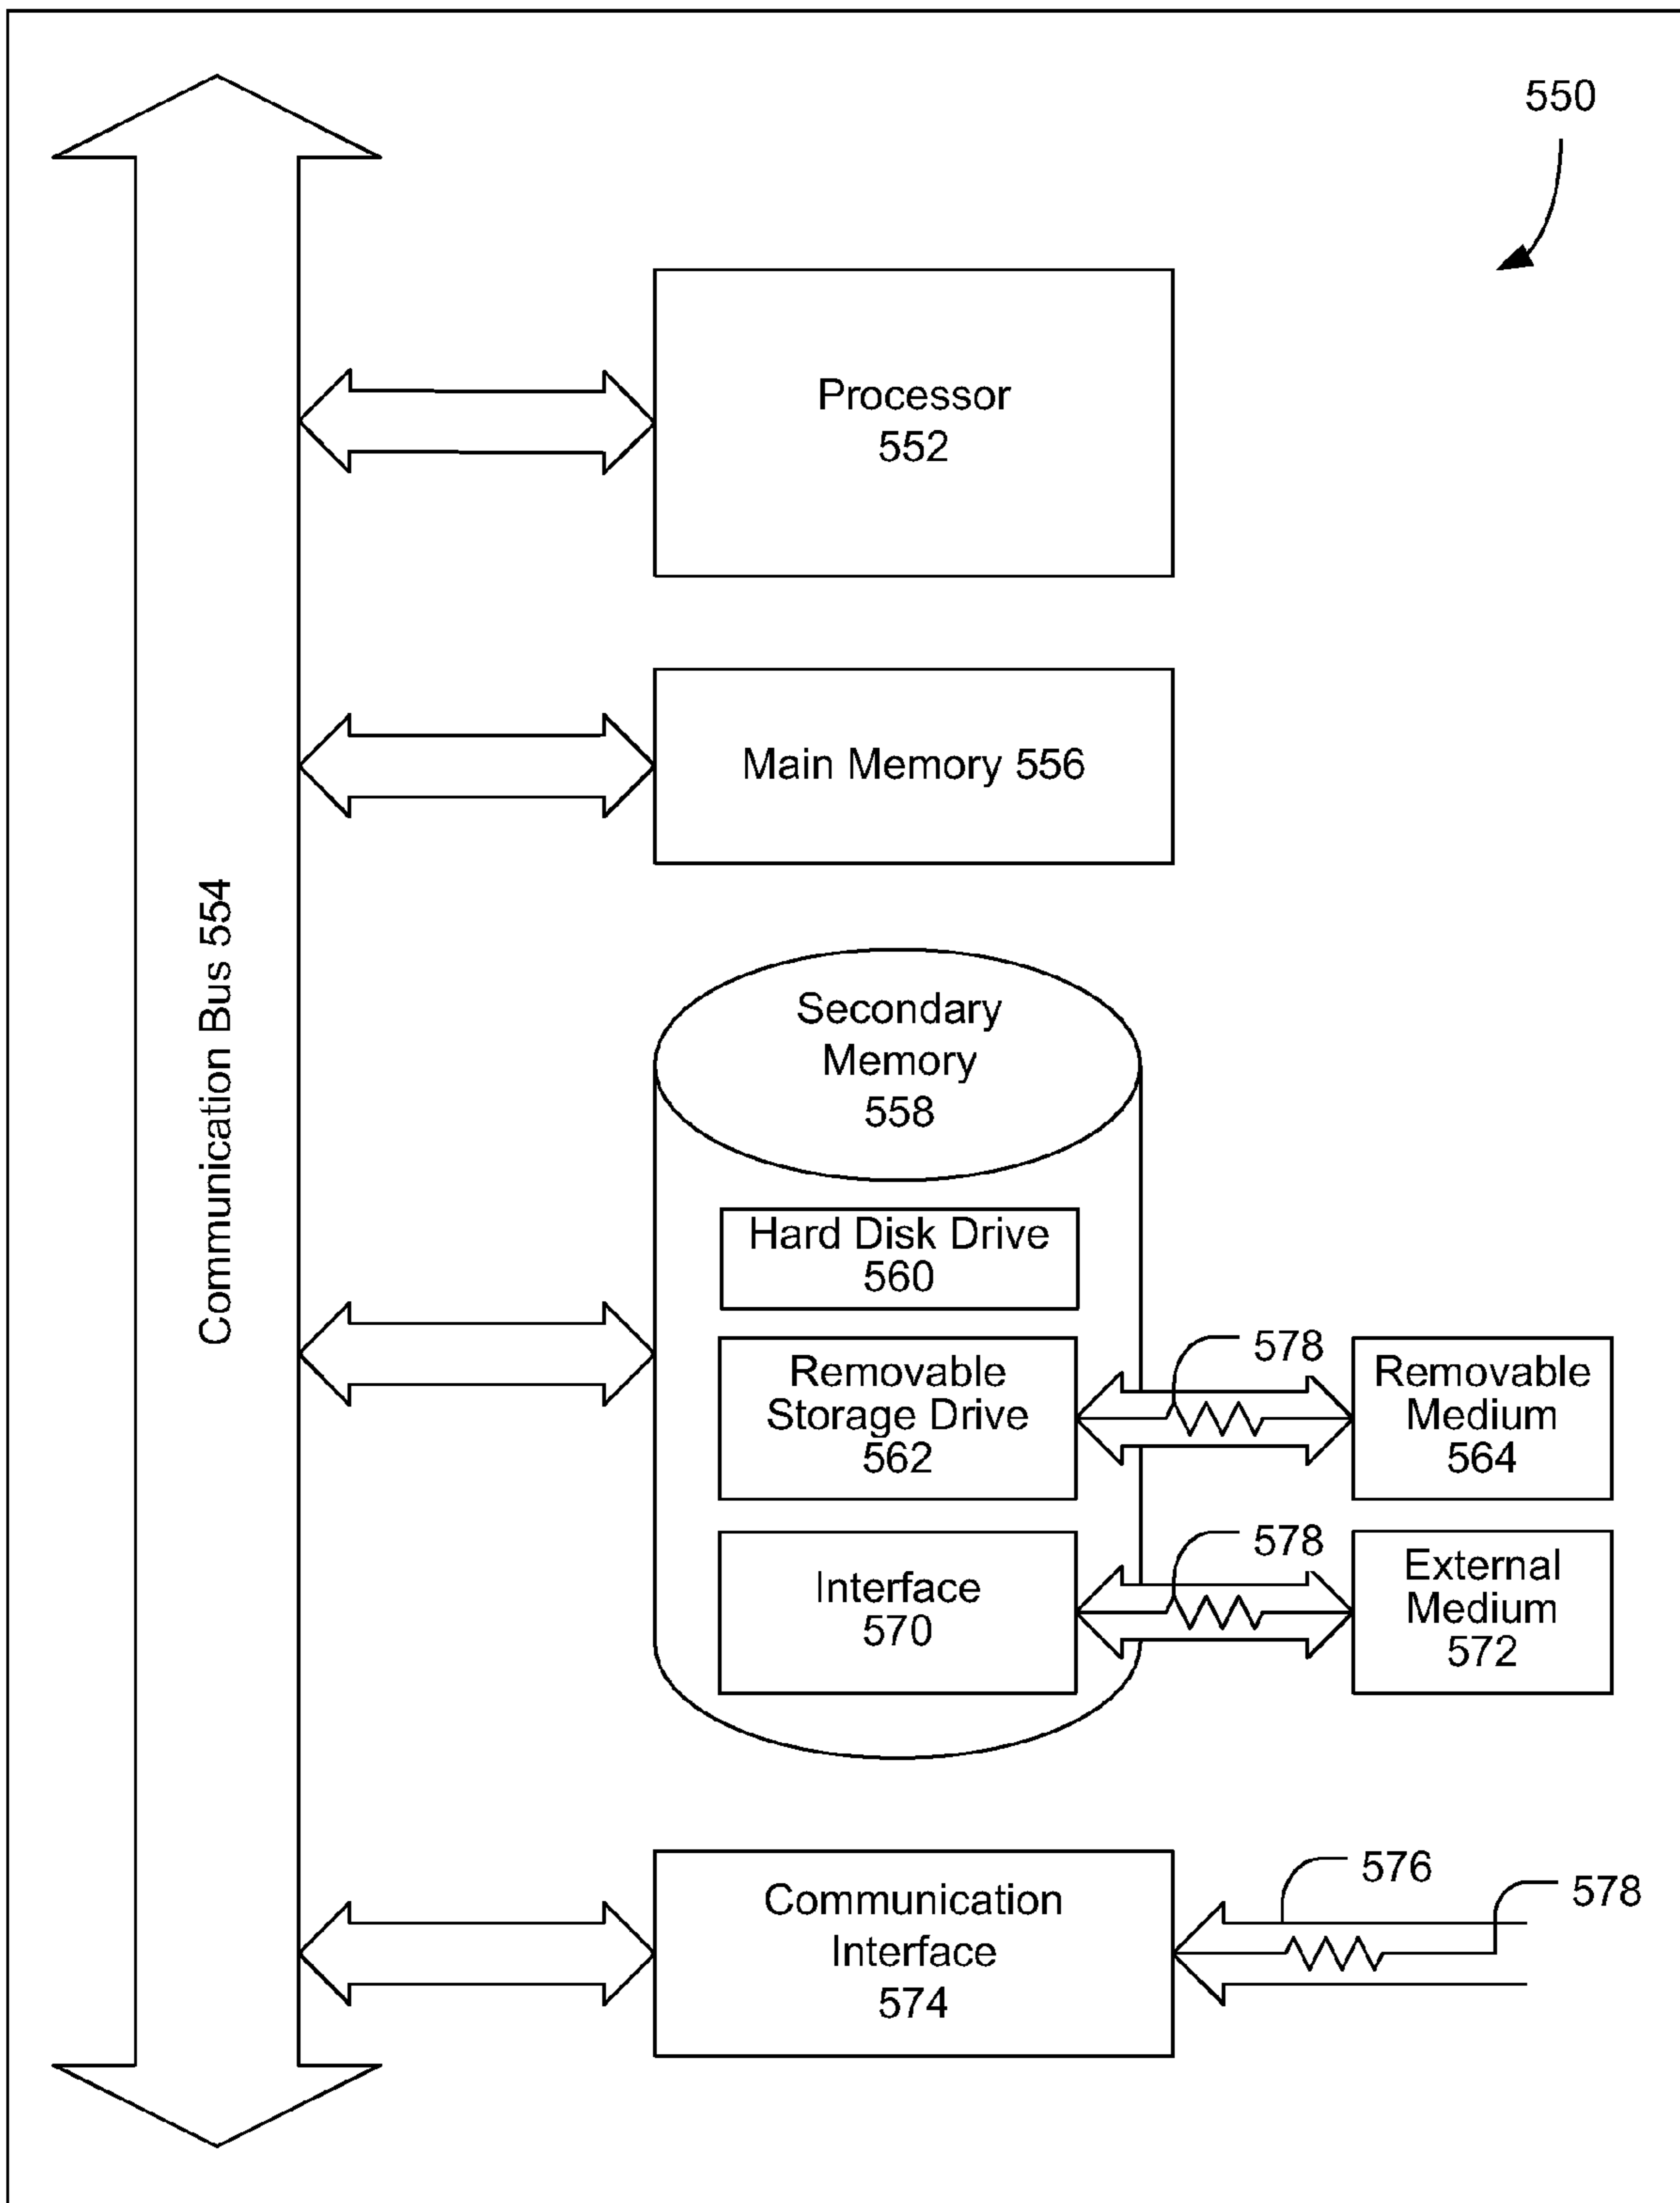 550
Processor
552
Main Memory 556
Communication Bus 554
Secondary
Memory
558
Hard Disk Drive
560
578
Removable
Storage Drive
562
Removable
Medium
564
578
Interface
570
External
Medium
572
576
578
Communication
Interface
574